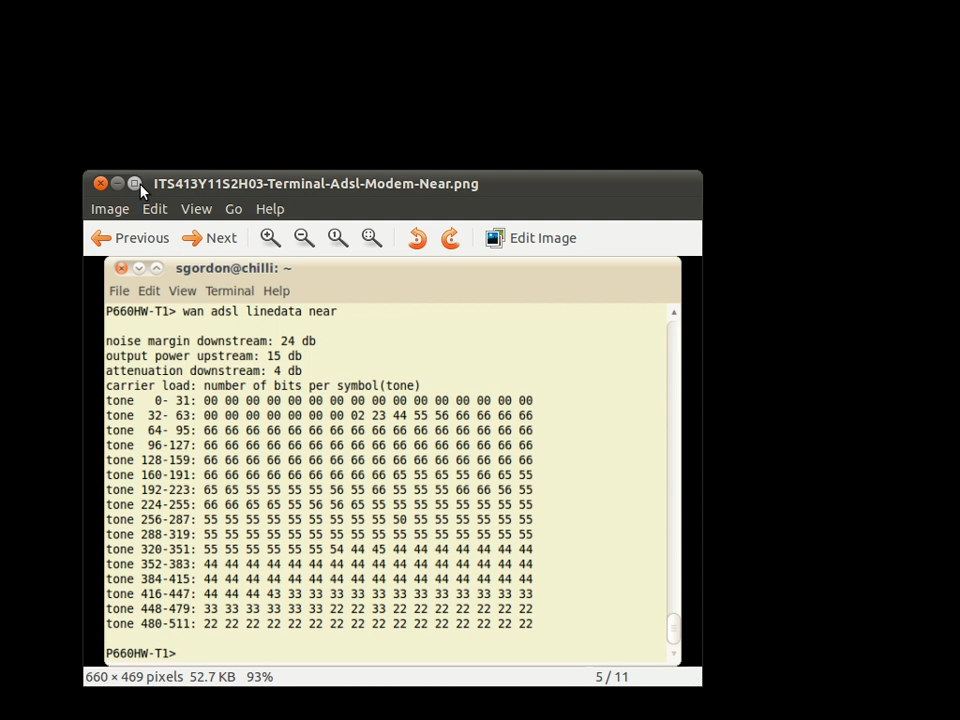 ITS413Y11S2H03-Terminal-Adsl-Modem-Near.png
Image Edit View Go Help
Previous Next Edit Image
sgordon@chilli: ~
File Edit View Terminal Help
P660HW-T1> wan adsl linedata near
noise margin downstream: 24 db
output power upstream: 15 db
attenuation downstream: 4 db
carrier load: number of bits per symbol(tone)
tone   0- 31: 00 00 00 00 00 00 00 00 00 00 00 00 00 00 00 00
tone  32- 63: 00 00 00 00 00 00 00 02 23 44 55 56 66 66 66 66
tone  64- 95: 66 66 66 66 66 66 66 66 66 66 66 66 66 66 66 66
tone  96-127: 66 66 66 66 66 66 66 66 66 66 66 66 66 66 66 66
tone 128-159: 66 66 66 66 66 66 66 66 66 66 66 66 66 66 66 66
tone 160-191: 66 66 66 66 66 66 66 66 66 65 55 65 55 66 65 55
tone 192-223: 65 65 55 55 55 55 56 55 66 55 55 55 66 66 56 55
tone 224-255: 66 66 65 65 55 56 56 65 55 55 55 55 55 55 55 55
tone 256-287: 55 55 55 55 55 55 55 55 55 50 55 55 55 55 55 55
tone 288-319: 55 55 55 55 55 55 55 55 55 55 55 55 55 55 55 55
tone 320-351: 55 55 55 55 55 55 54 44 45 44 44 44 44 44 44 44
tone 352-383: 44 44 44 44 44 44 44 44 44 44 44 44 44 44 44 44
tone 384-415: 44 44 44 44 44 44 44 44 44 44 44 44 44 44 44 44
tone 416-447: 44 44 44 43 33 33 33 33 33 33 33 33 33 33 33 33
tone 448-479: 33 33 33 33 33 33 22 22 33 22 22 22 22 22 22 22
tone 480-511: 22 22 22 22 22 22 22 22 22 22 22 22 22 22 22 22
P660HW-T1>
660 × 469 pixels 52.7 KB 93% 5 / 11